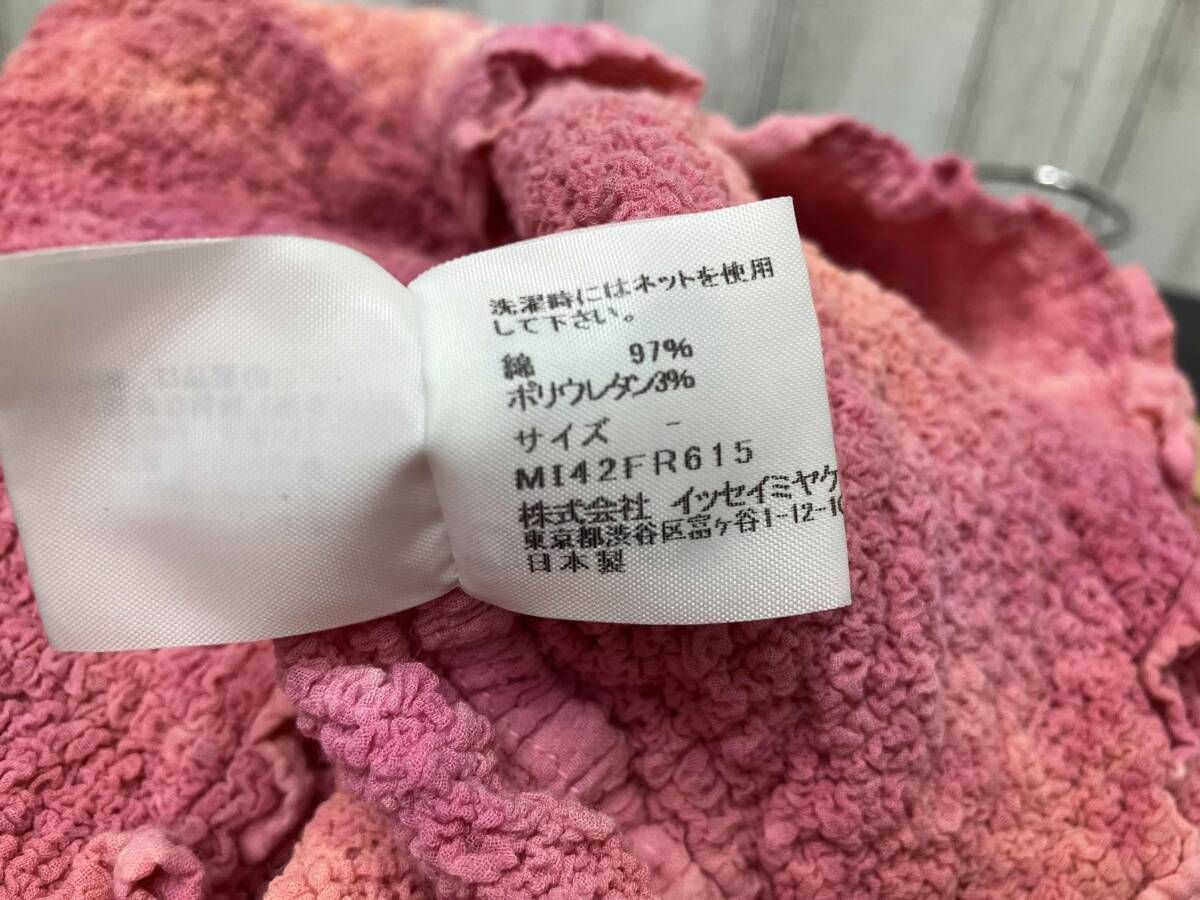 洗濯時にはネットを使用
して下さい。
綿 97%
ポリウレタン3%
サイズ -
MI42FR615
株式会社 イッセイミヤケ
東京都渋谷区富ケ谷1-12-10
日本製